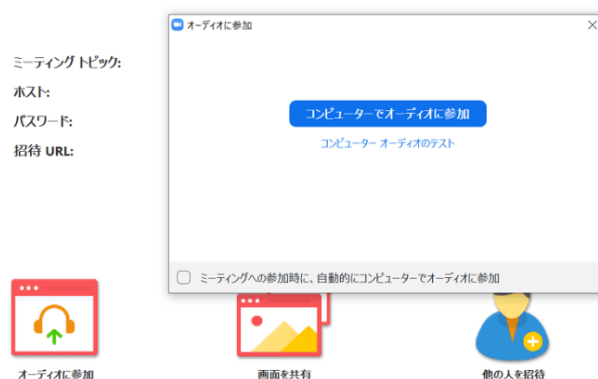 オーディオに参加
ミーティング トピック:
ホスト:
パスワード:
招待 URL:
コンピューターでオーディオに参加
コンピューター オーディオのテスト
ミーティングへの参加時に、自動的にコンピューターでオーディオに参加
オーディオに参加
画面を共有
他の人を招待